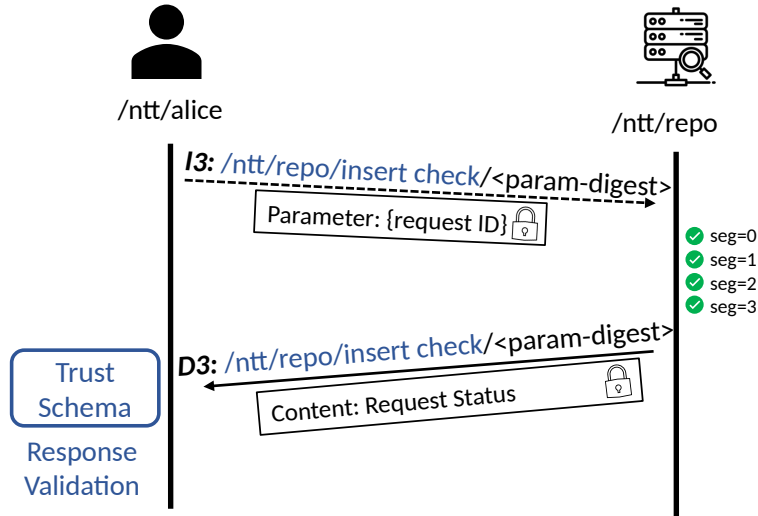 /ntt/alice
/ntt/repo
I3: /ntt/repo/insert check/<param-digest>
Parameter: {request ID}
seg=0
seg=1
seg=2
seg=3
D3: /ntt/repo/insert check/<param-digest>
Content: Request Status
Trust
Schema
Response
Validation